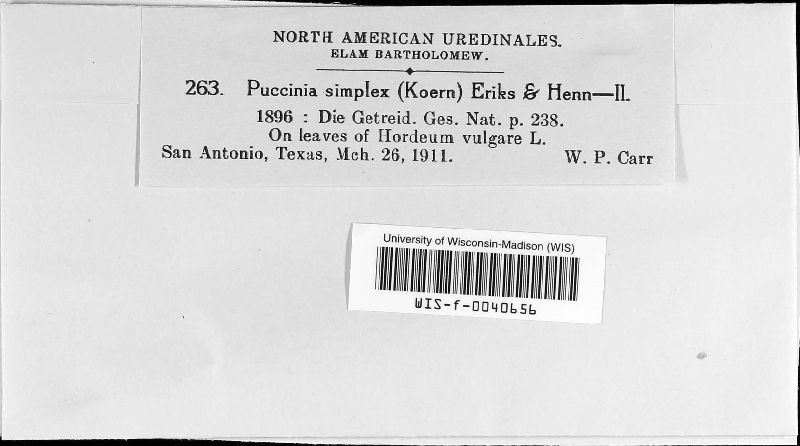 NORTH AMERICAN UREDINALES.
ELAM BARTHOLOMEW.
263. Puccinia simplex (Koern) Eriks & Henn—II.
1896 : Die Getreid. Ges. Nat. p. 238.
On leaves of Hordeum vulgare L.
San Antonio, Texas, Mch. 26, 1911. W. P. Carr
University of Wisconsin-Madison (WIS)
WIS-f-0040656